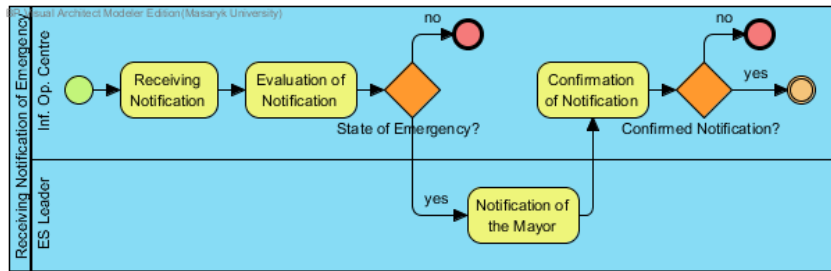 BP Visual Architect Modeler Edition(Masaryk University)
Receiving Notification of Emergency
Inf. Op. Centre
Receiving
Notification
Evaluation of
Notification
no
State of Emergency?
Confirmation
of Notification
no
yes
Confirmed Notification?
ES Leader
yes
Notification of
the Mayor